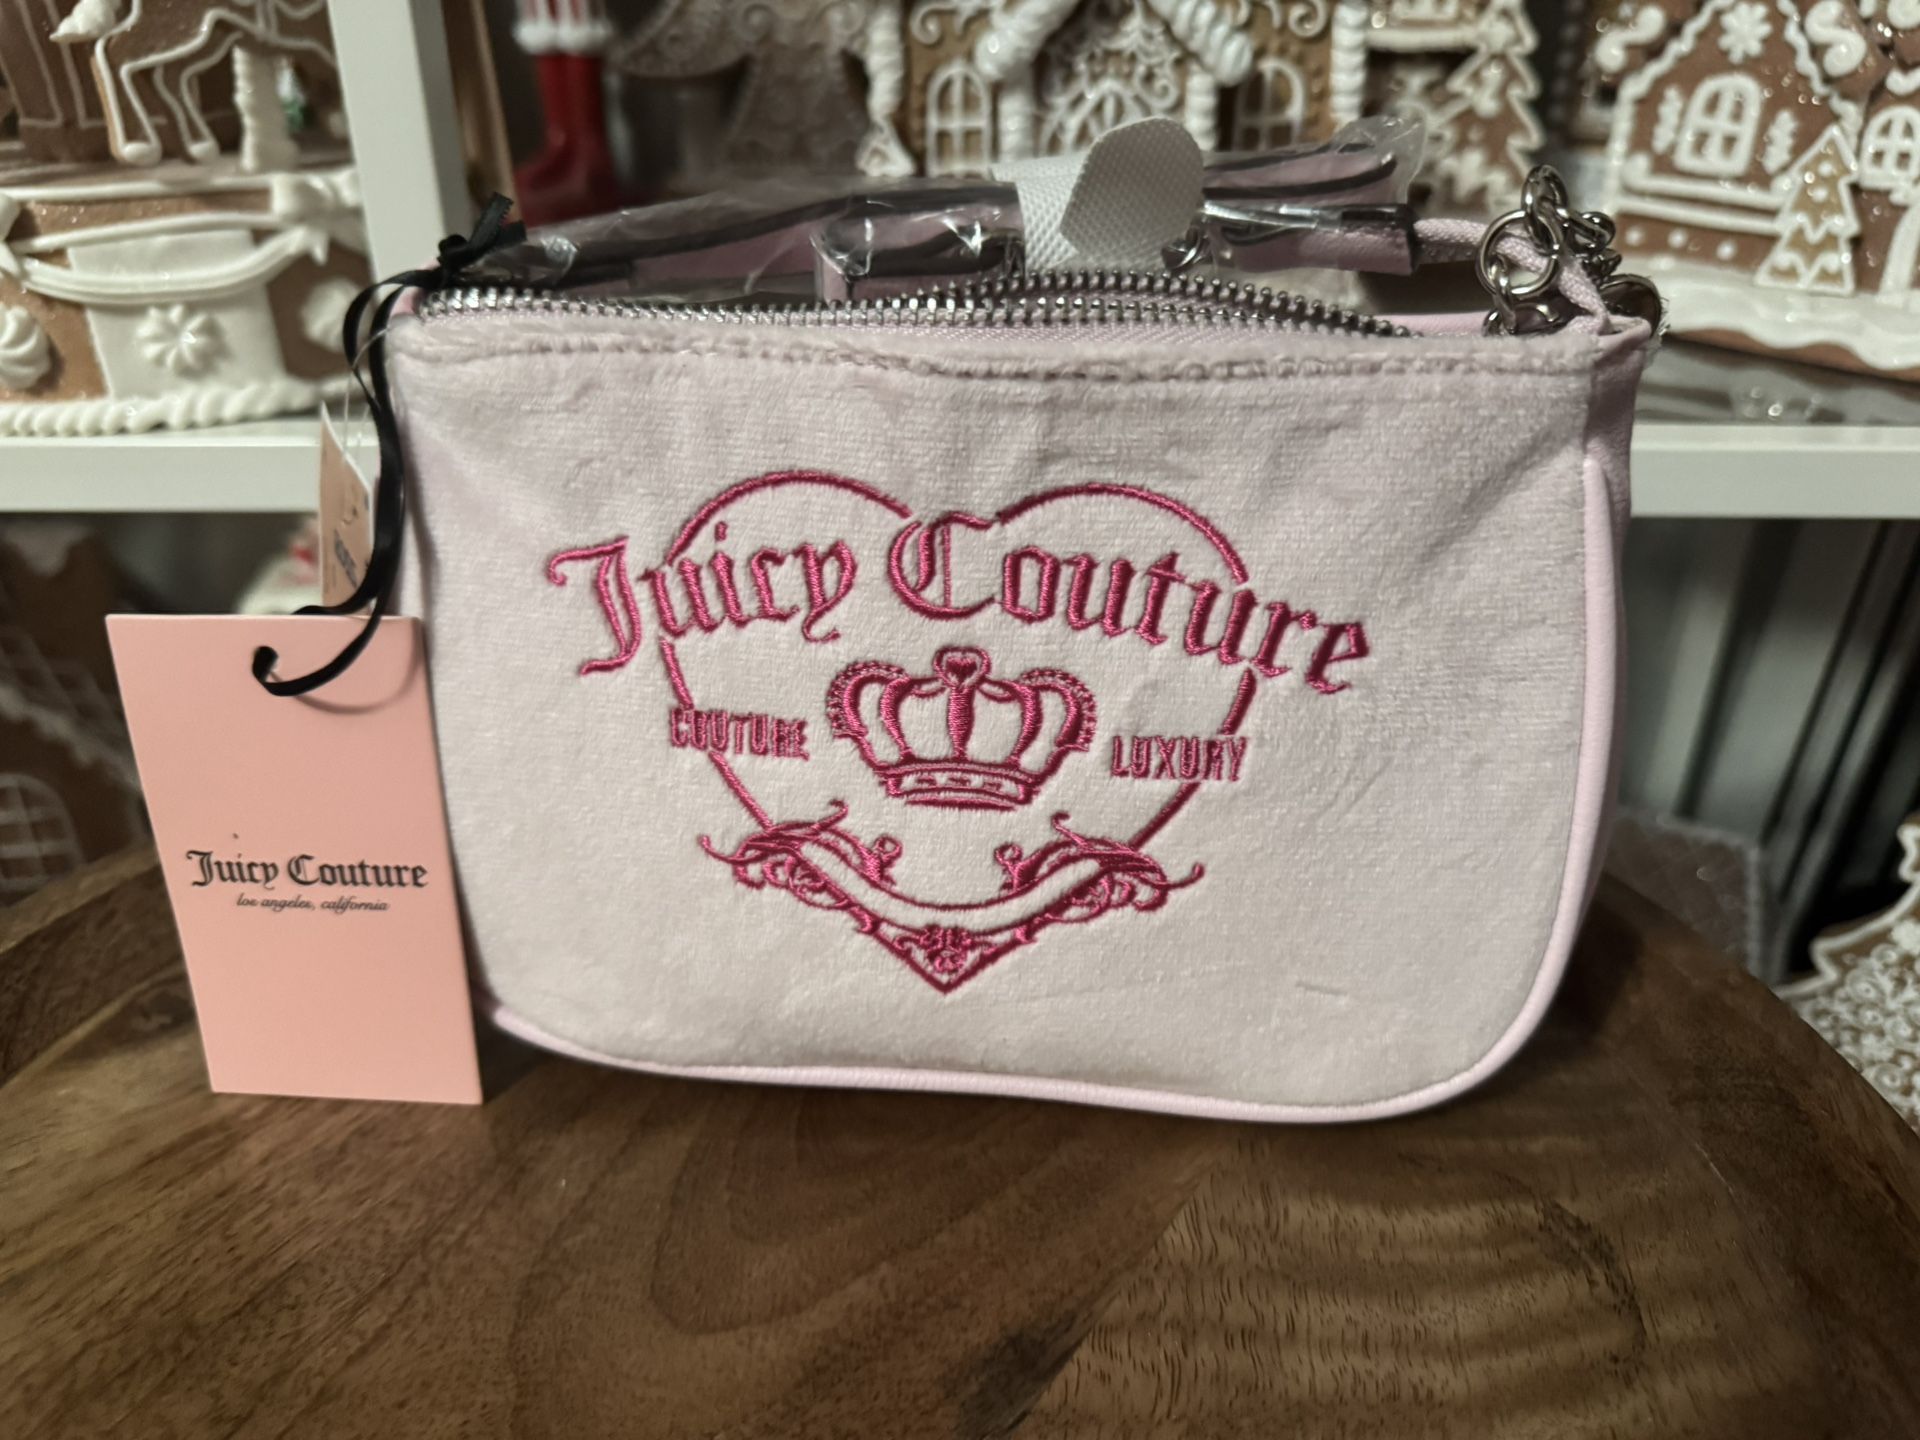 Juicy Couture
COUTURE LUXURY
Juicy Couture
los angeles, california